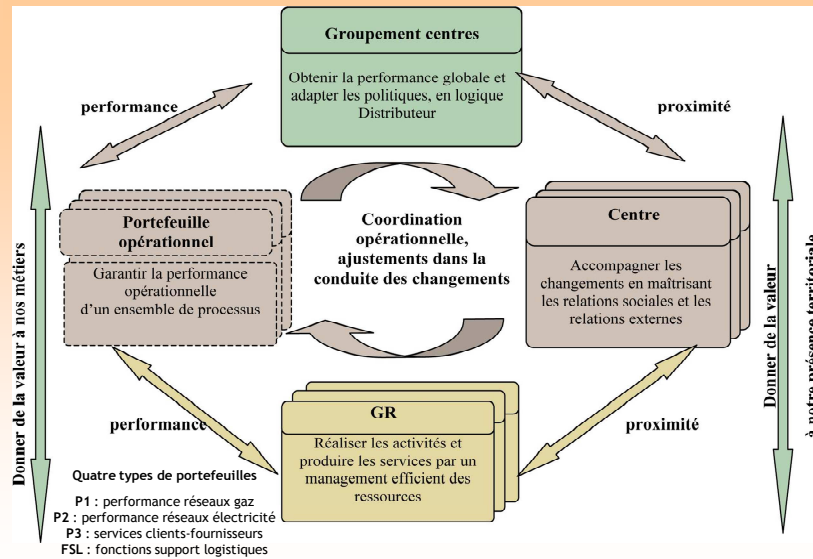 Groupement centres
Obtenir la performance globale et
adapter les politiques, en logique
Distributeur
performance
proximité
Donner de la valeur à nos métiers
Portefeuille
opérationnel
Garantir la performance
opérationnelle
d'un ensemble de processus
Coordination
opérationnelle,
ajustements dans la
conduite des changements
Centre
Accompagner les
changements en maîtrisant
les relations sociales et les
relations externes
Donner de la valeur
à notre présence territoriale
performance
proximité
GR
Réaliser les activités et
produire les services par un
management efficient des
ressources
Quatre types de portefeuilles
P1 : performance réseaux gaz
P2 : performance réseaux électricité
P3 : services clients-fournisseurs
FSL : fonctions support logistiques